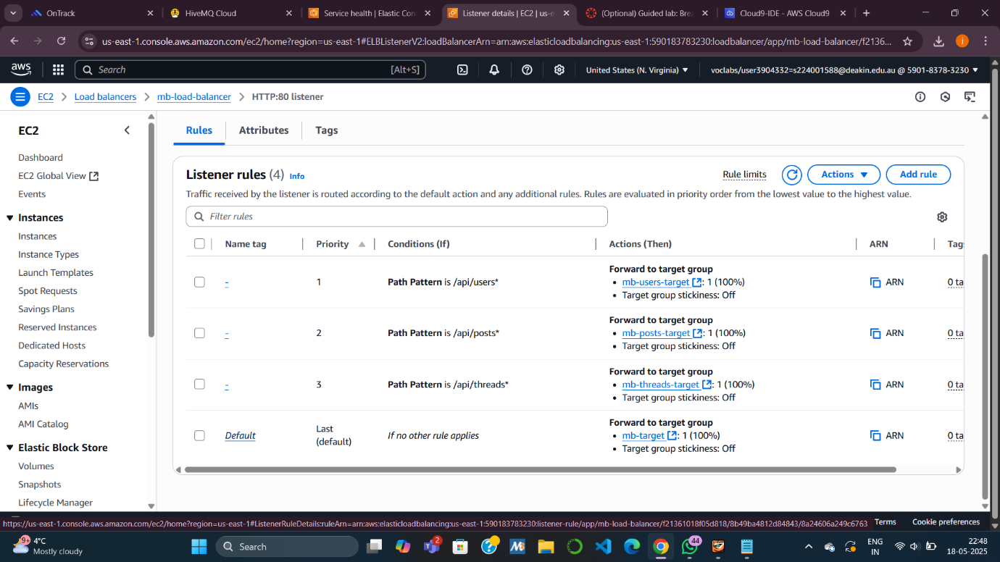 OnTrack
HiveMQ Cloud
Service health | Elastic Con
Listener details | EC2 | us-e
(Optional) Guided lab: Brea
Cloud9-IDE - AWS Cloud9
us-east-1.console.aws.amazon.com/ec2/home?region=us-east-1#ELBListenerV2:loadBalancerArn=arn:aws:elasticloadbalancing:us-east-1:590183783230:loadbalancer/app/mb-load-balancer/f2136...
j
aws
Search
[Alt+S]
United States (N. Virginia)
voclabs/user3904332=s224001588@deakin.edu.au @ 5901-8378-3230
EC2
Load balancers
mb-load-balancer
HTTP:80 listener
EC2
Dashboard
EC2 Global View
Events
Instances
Instances
Instance Types
Launch Templates
Spot Requests
Savings Plans
Reserved Instances
Dedicated Hosts
Capacity Reservations
Images
AMIs
AMI Catalog
Elastic Block Store
Volumes
Snapshots
Lifecycle Manager
Rules
Attributes
Tags
Listener rules (4) Info
Rule limits
Actions
Add rule
Traffic received by the listener is routed according to the default action and any additional rules. Rules are evaluated in priority order from the lowest value to the highest value.
Filter rules
Name tag
Priority
Conditions (If)
Actions (Then)
ARN
Tag
-
1
Path Pattern is /api/users*
Forward to target group
• mb-users-target : 1 (100%)
• Target group stickiness: Off
ARN
0 ta
-
2
Path Pattern is /api/posts*
Forward to target group
• mb-posts-target : 1 (100%)
• Target group stickiness: Off
ARN
0 ta
-
3
Path Pattern is /api/threads*
Forward to target group
• mb-threads-target : 1 (100%)
• Target group stickiness: Off
ARN
0 ta
Default
Last
(default)
If no other rule applies
Forward to target group
• mb-target : 1 (100%)
• Target group stickiness: Off
ARN
0 ta
https://us-east-1.console.aws.amazon.com/ec2/home?region=us-east-1#ListenerRuleDetails:ruleArn=arn:aws:elasticloadbalancing:us-east-1:590183783230:listener-rule/app/mb-load-balancer/f21361018f05d818/8b49ba4812d84843/8a24606a249c6763
Terms
Cookie preferences
9+
4°C
Mostly cloudy
Search
2
44
ENG
IN
22:48
18-05-2025